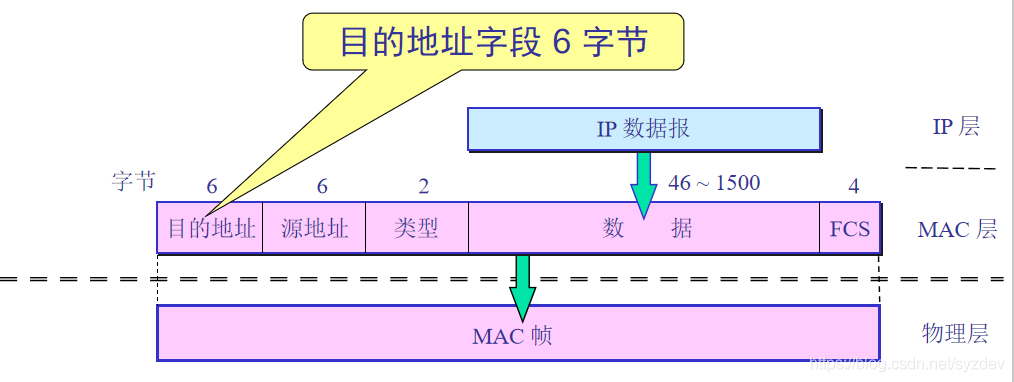 目的地址字段 6 字节
IP 数据报
IP 层
字节
6
6
2
46 ~ 1500
4
目的地址
源地址
类型
数 据
FCS
MAC 层
MAC 帧
物理层
https://blog.csdn.net/syzdev